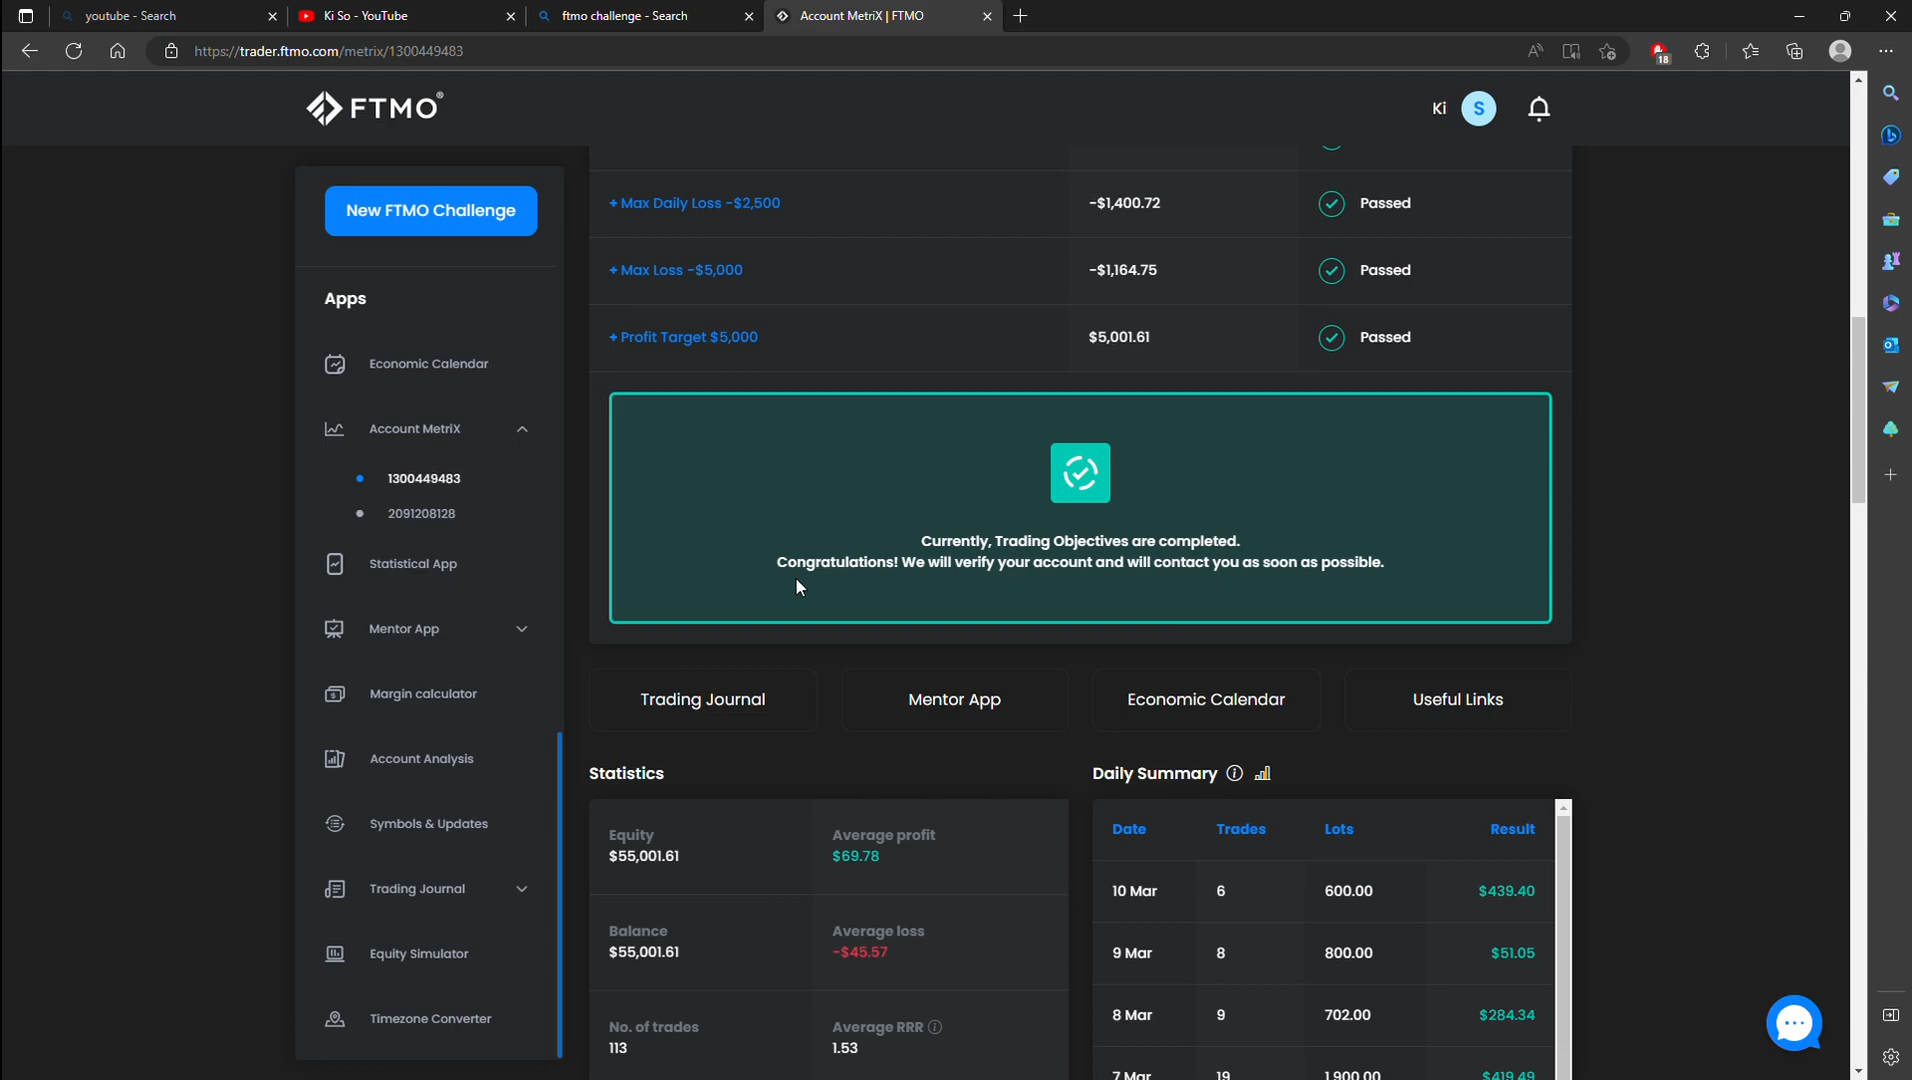 youtube - Search
Ki So - YouTube
ftmo challenge - Search
Account MetriX | FTMO
https://trader.ftmo.com/metrix/1300449483
18
FTMO®
Ki S
New FTMO Challenge
Apps
Economic Calendar
Account MetriX
1300449483
2091208128
Statistical App
Mentor App
Margin calculator
Account Analysis
Symbols & Updates
Trading Journal
Equity Simulator
Timezone Converter
+ Max Daily Loss -$2,500 -$1,400.72 Passed
+ Max Loss -$5,000 -$1,164.75 Passed
+ Profit Target $5,000 $5,001.61 Passed
Currently, Trading Objectives are completed.
Congratulations! We will verify your account and will contact you as soon as possible.
Trading Journal
Mentor App
Economic Calendar
Useful Links
Statistics
Equity
$55,001.61
Average profit
$69.78
Balance
$55,001.61
Average loss
-$45.57
No. of trades
113
Average RRR
1.53
Daily Summary
Date Trades Lots Result
10 Mar 6 600.00 $439.40
9 Mar 8 800.00 $51.05
8 Mar 9 702.00 $284.34
7 Mar 19 1,900.00 $419.49